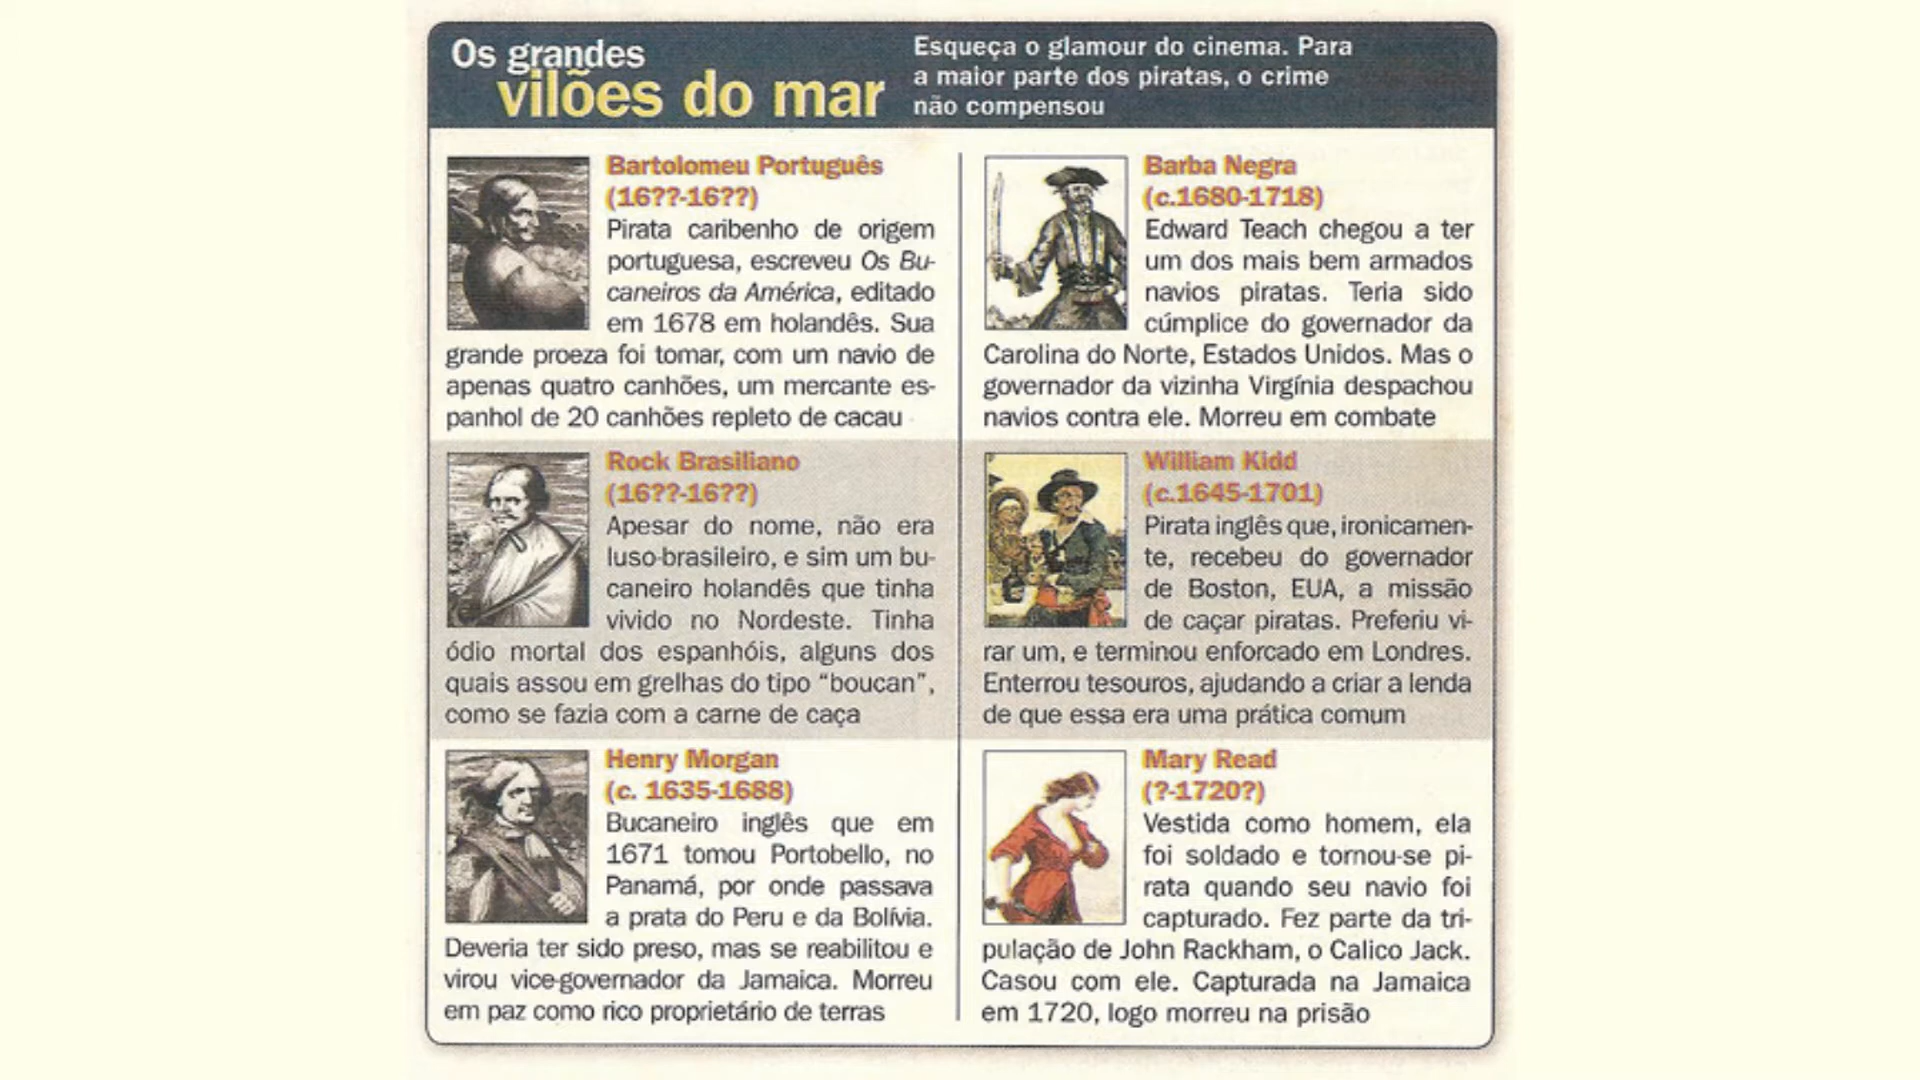 Os grandes
vilões do mar
Esqueça o glamour do cinema. Para
a maior parte dos piratas, o crime
não compensou
Bartolomeu Português
(16??-16??)
Pirata caribenho de origem
portuguesa, escreveu Os Bu-
caneiros da América, editado
em 1678 em holandês. Sua
grande proeza foi tomar, com um navio de
apenas quatro canhões, um mercante es-
panhol de 20 canhões repleto de cacau
Rock Brasiliano
(16??-16??)
Apesar do nome, não era
luso-brasileiro, e sim um bu-
caneiro holandês que tinha
vivido no Nordeste. Tinha
ódio mortal dos espanhóis, alguns dos
quais assou em grelhas do tipo “boucan”,
como se fazia com a carne de caça
Henry Morgan
(c. 1635-1688)
Bucaneiro inglês que em
1671 tomou Portobello, no
Panamá, por onde passava
a prata do Peru e da Bolívia.
Deveria ter sido preso, mas se reabilitou e
virou vice-governador da Jamaica. Morreu
em paz como rico proprietário de terras
Barba Negra
(c.1680-1718)
Edward Teach chegou a ter
um dos mais bem armados
navios piratas. Teria sido
cúmplice do governador da
Carolina do Norte, Estados Unidos. Mas o
governador da vizinha Virgínia despachou
navios contra ele. Morreu em combate
William Kidd
(c.1645-1701)
Pirata inglês que, ironicamen-
te, recebeu do governador
de Boston, EUA, a missão
de caçar piratas. Preferiu vi-
rar um, e terminou enforcado em Londres.
Enterrou tesouros, ajudando a criar a lenda
de que essa era uma prática comum
Mary Read
(?-1720?)
Vestida como homem, ela
foi soldado e tornou-se pi-
rata quando seu navio foi
capturado. Fez parte da tri-
pulação de John Rackham, o Calico Jack.
Casou com ele. Capturada na Jamaica
em 1720, logo morreu na prisão